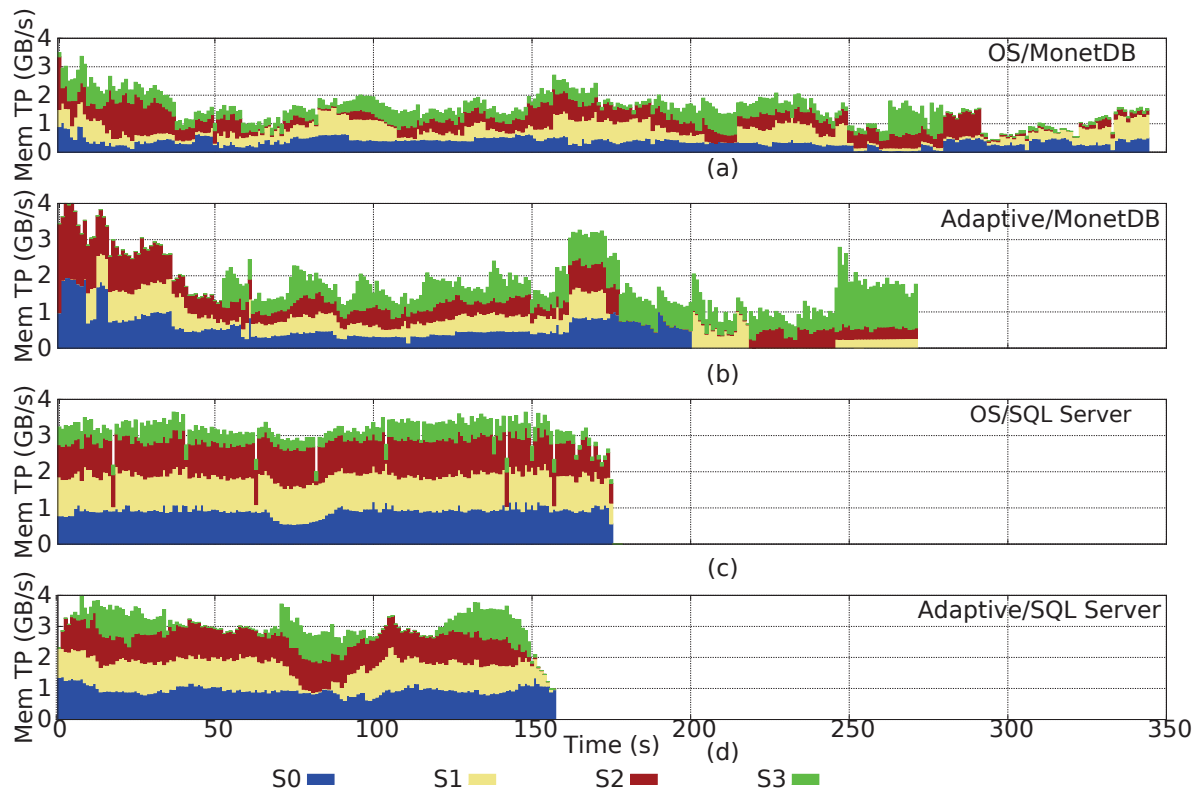 Mem TP (GB/s)
4
3
2
1
0
OS/MonetDB
(a)
Mem TP (GB/s)
4
3
2
1
0
Adaptive/MonetDB
(b)
Mem TP (GB/s)
4
3
2
1
0
OS/SQL Server
(c)
Mem TP (GB/s)
4
3
2
1
0
Adaptive/SQL Server
0 50 100 150 200 250 300 350
Time (s)
(d)
S0 S1 S2 S3